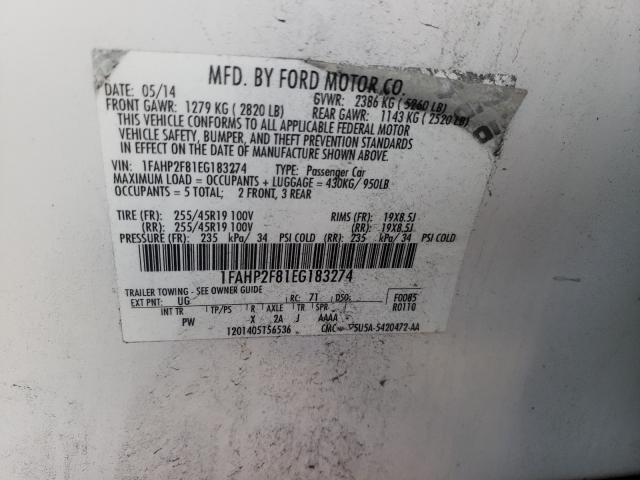 MFD. BY FORD MOTOR CO.
DATE: 05/14 GVWR: 2386 KG ( 5260 LB)
FRONT GAWR: 1279 KG ( 2820 LB) REAR GAWR: 1143 KG ( 2520 LB)
THIS VEHICLE CONFORMS TO ALL APPLICABLE FEDERAL MOTOR
VEHICLE SAFETY, BUMPER, AND THEFT PREVENTION STANDARDS
IN EFFECT ON THE DATE OF MANUFACTURE SHOWN ABOVE.
VIN: 1FAHP2F81EG183274 TYPE: Passenger Car
MAXIMUM LOAD = OCCUPANTS + LUGGAGE = 430KG/ 950LB
OCCUPANTS = 5 TOTAL; 2 FRONT, 3 REAR
TIRE (FR): 255/45R19 100V RIMS (FR): 19X8.5J
(RR): 255/45R19 100V (RR): 19X8.5J
PRESSURE (FR): 235 kPa/ 34 PSI COLD (RR): 235 kPa/ 34 PSI COLD
1FAHP2F81EG183274
TRAILER TOWING - SEE OWNER GUIDE
EXT PNT: UG RC: 71 DSO: F0085
INT TR TP/PS R AXLE TR SPR R0110
PW X 2A J AAAA
1201405156536 5U5A-5420472-AA